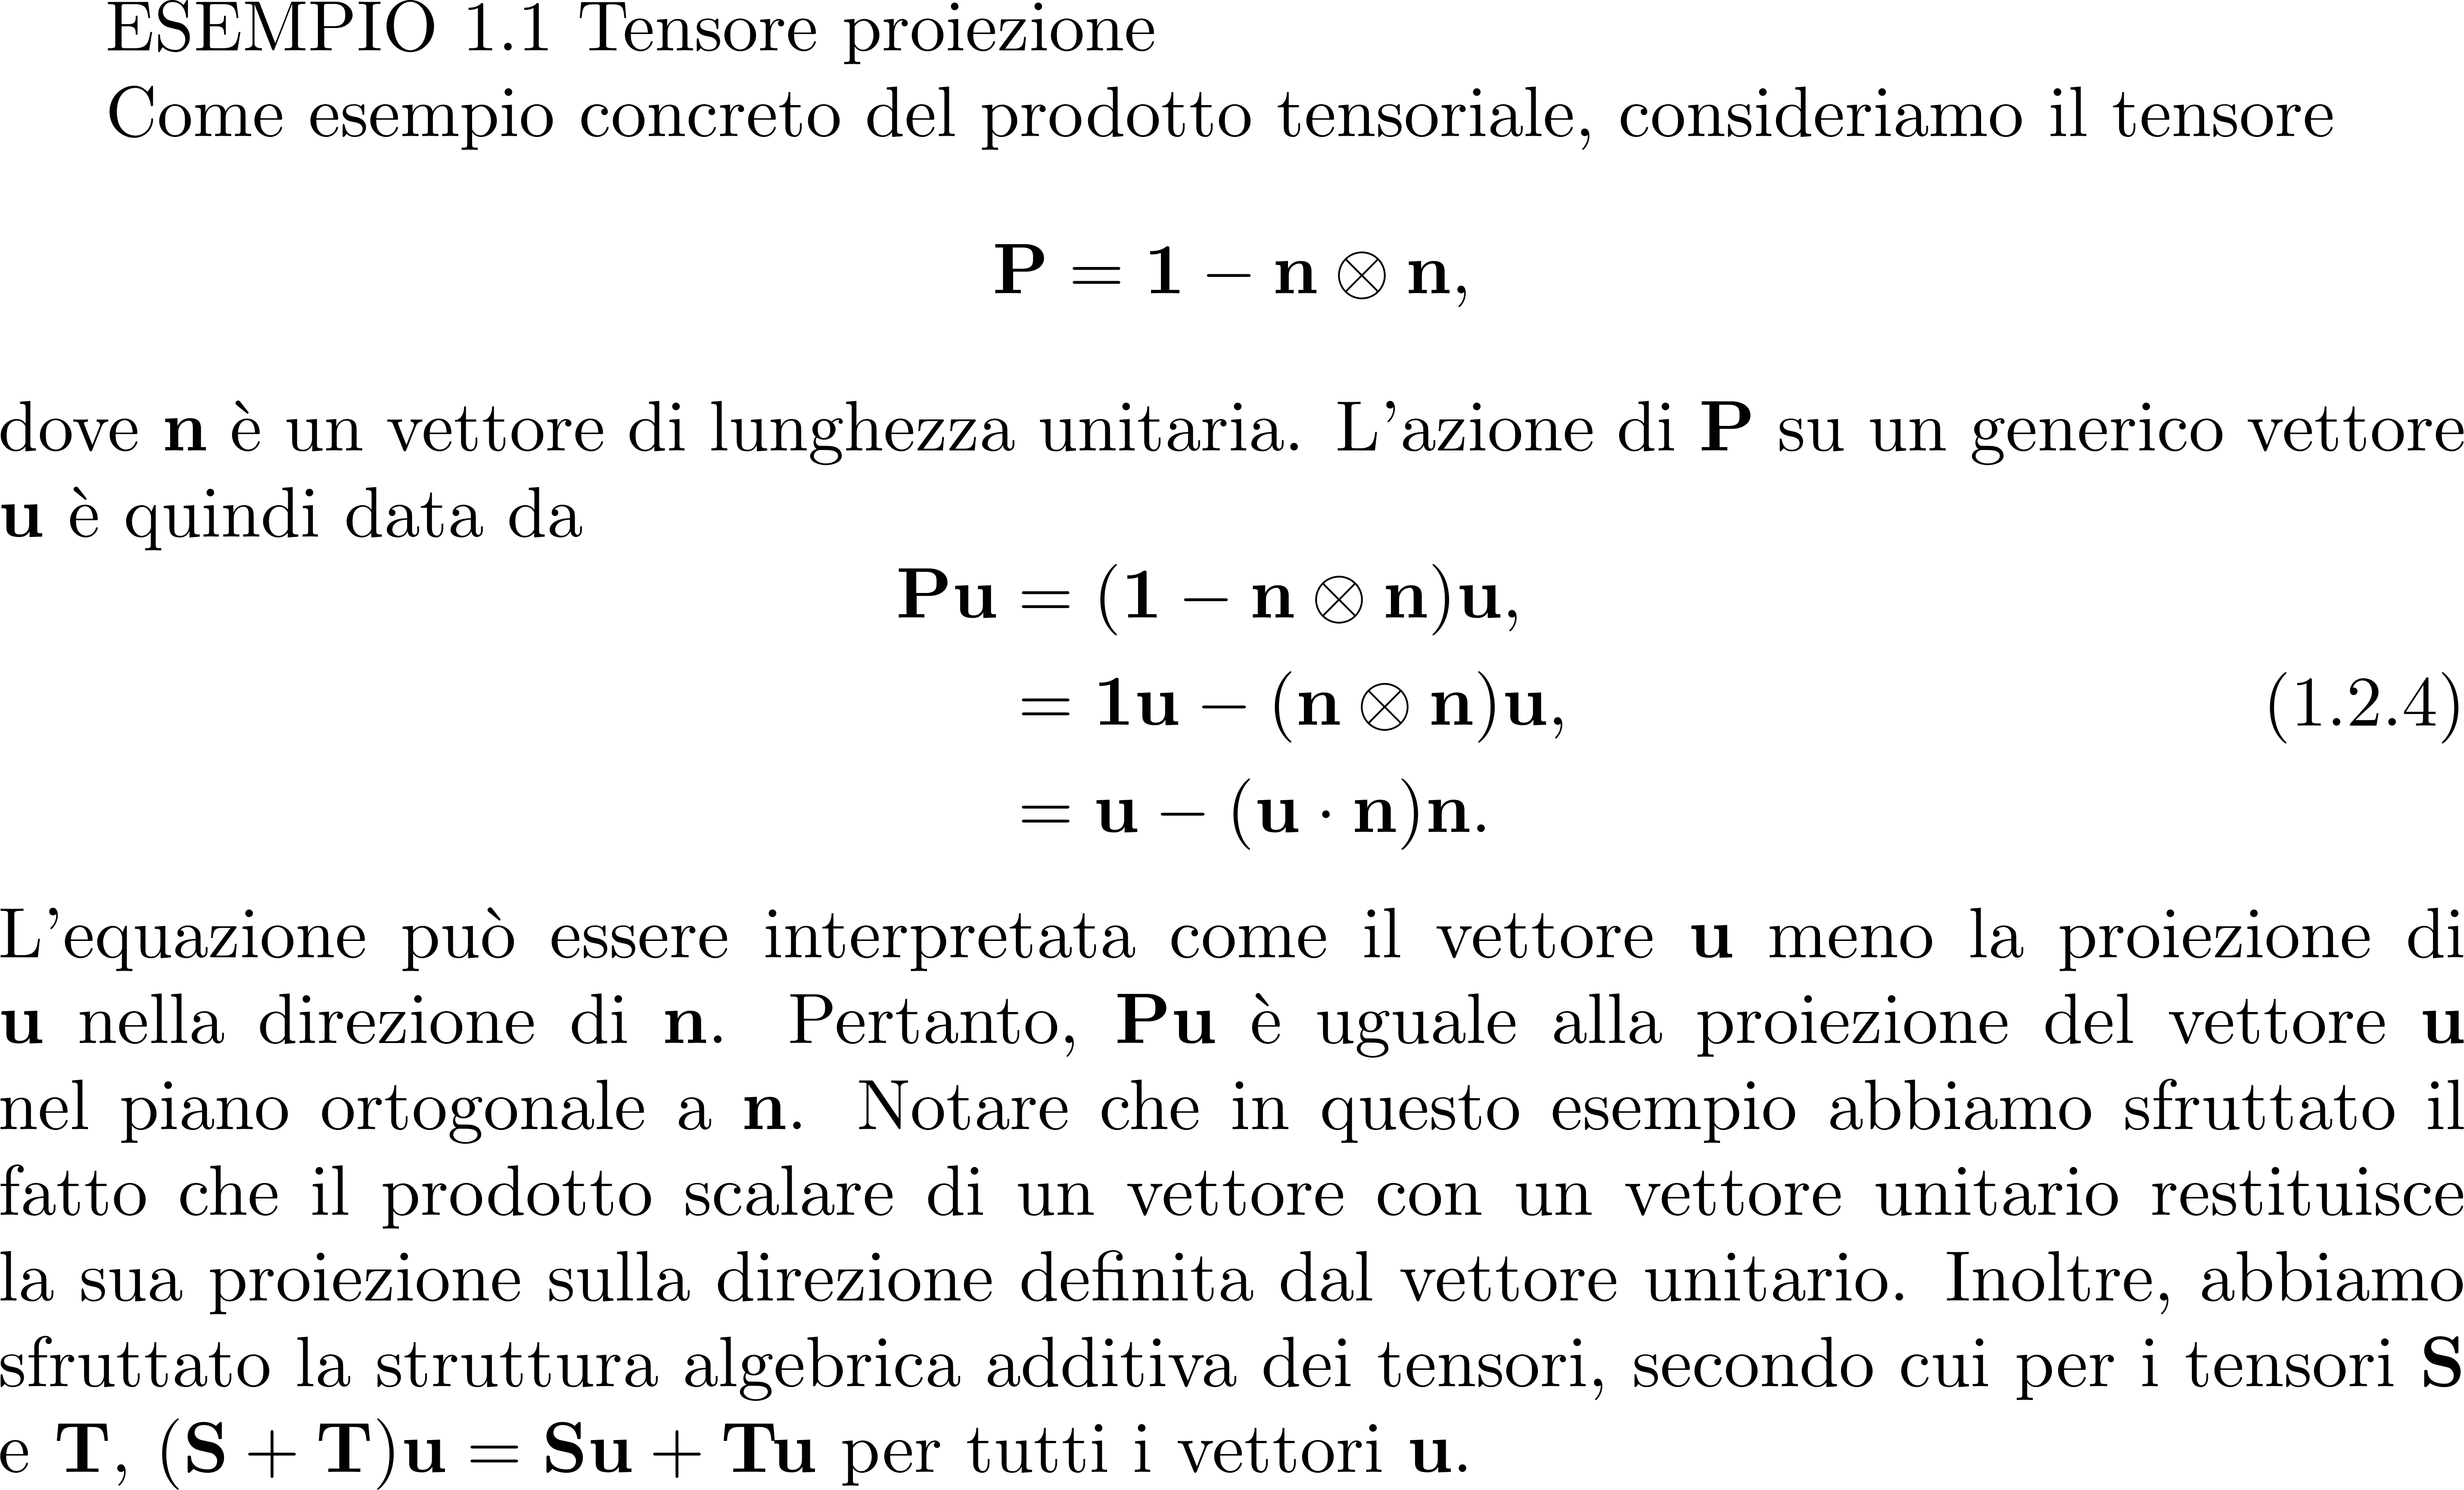 ESEMPIO 1.1 Tensore proiezione
Come esempio concreto del prodotto tensoriale, consideriamo il tensore
P = 1 − n ⊗ n,
dove n è un vettore di lunghezza unitaria. L'azione di P su un generico vettore
u è quindi data da
Pu = (1 − n ⊗ n)u,
= 1u − (n ⊗ n)u, (1.2.4)
= u − (u · n)n.
L'equazione può essere interpretata come il vettore u meno la proiezione di
u nella direzione di n. Pertanto, Pu è uguale alla proiezione del vettore u
nel piano ortogonale a n. Notare che in questo esempio abbiamo sfruttato il
fatto che il prodotto scalare di un vettore con un vettore unitario restituisce
la sua proiezione sulla direzione definita dal vettore unitario. Inoltre, abbiamo
sfruttato la struttura algebrica additiva dei tensori, secondo cui per i tensori S
e T, (S + T)u = Su + Tu per tutti i vettori u.